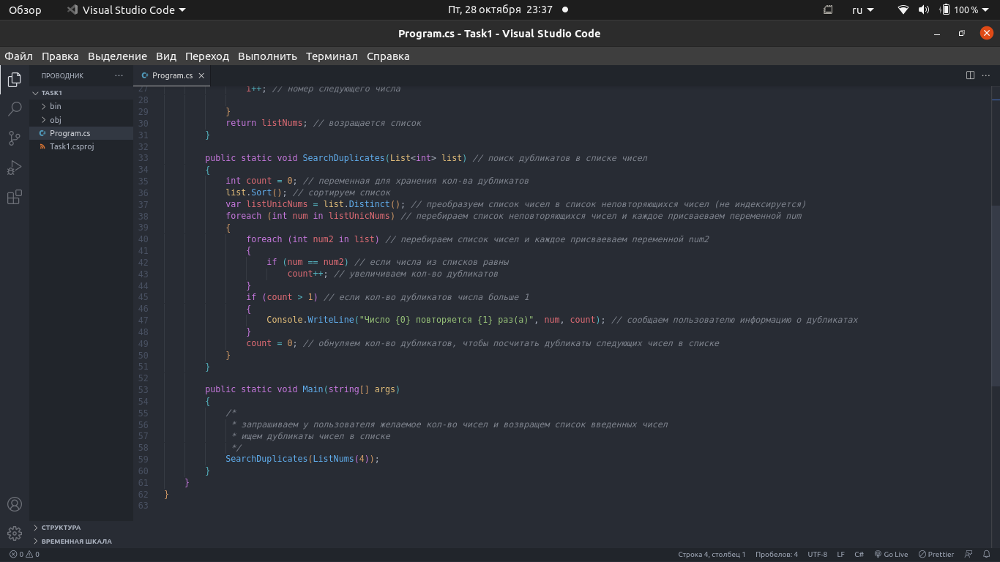 Обзор Visual Studio Code Пт, 28 октября 23:37 ru 100 %
Program.cs - Task1 - Visual Studio Code
Файл Правка Выделение Вид Переход Выполнить Терминал Справка
ПРОВОДНИК ··· Program.cs × ···
TASK1
bin
obj
Program.cs
Task1.csproj
27 i++; // номер следующего числа
28
29 }
30 return listNums; // возращается список
31 }
32
33 public static void SearchDuplicates(List<int> list) // поиск дубликатов в списке чисел
34 {
35 int count = 0; // переменная для хранения кол-ва дубликатов
36 list.Sort(); // сортируем список
37 var listUnicNums = list.Distinct(); // преобразуем список чисел в список неповторяющихся чисел (не индексируется)
38 foreach (int num in listUnicNums) // перебираем список неповторяющихся чисел и каждое присваеваем переменной num
39 {
40 foreach (int num2 in list) // перебираем список чисел и каждое присваеваем переменной num2
41 {
42 if (num == num2) // если числа из списков равны
43 count++; // увеличиваем кол-во дубликатов
44 }
45 if (count > 1) // если кол-во дубликатов числа больше 1
46 {
47 Console.WriteLine("Число {0} повторяется {1} раз(а)", num, count); // сообщаем пользователю информацию о дубликатах
48 }
49 count = 0; // обнуляем кол-во дубликатов, чтобы посчитать дубликаты следующих чисел в списке
50 }
51 }
52
53 public static void Main(string[] args)
54 {
55 /*
56 * запрашиваем у пользователя желаемое кол-во чисел и возвращем список введенных чисел
57 * ищем дубликаты чисел в списке
58 */
59 SearchDuplicates(ListNums(4));
60 }
61 }
62 }
63
СТРУКТУРА
ВРЕМЕННАЯ ШКАЛА
0 0 Строка 4, столбец 1 Пробелов: 4 UTF-8 LF C# Go Live Prettier